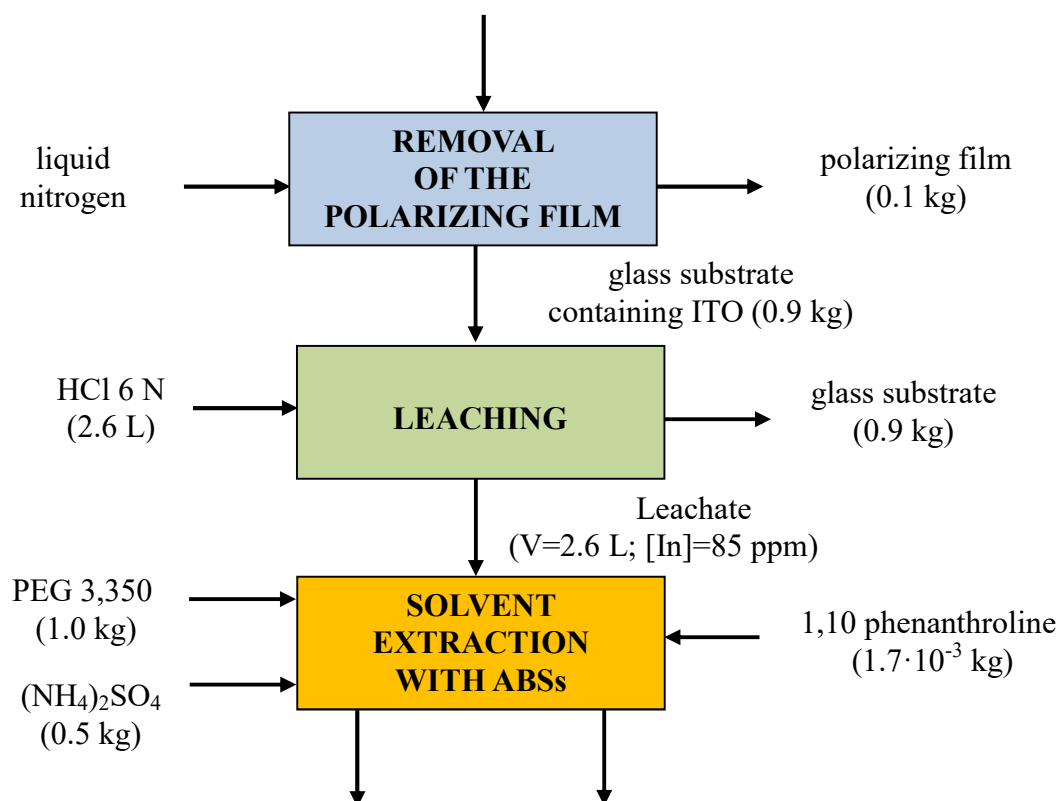 REMOVAL
OF THE
POLARIZING FILM
liquid
nitrogen
polarizing film
(0.1 kg)
glass substrate
containing ITO (0.9 kg)
HCl 6 N
(2.6 L)
LEACHING
glass substrate
(0.9 kg)
Leachate
(V=2.6 L; [In]=85 ppm)
PEG 3,350
(1.0 kg)
SOLVENT
EXTRACTION
WITH ABSs
1,10 phenanthroline
(1.7·10⁻³ kg)
(NH₄)₂SO₄
(0.5 kg)